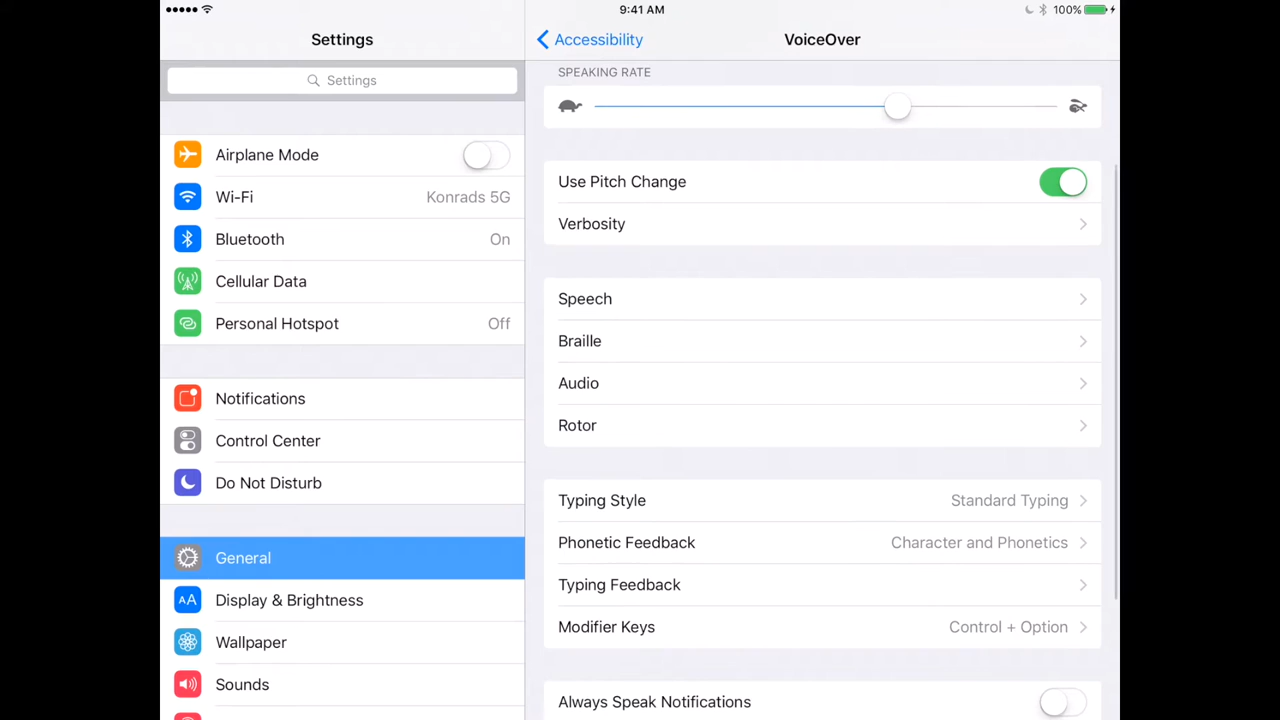 9:41 AM
100%
Settings
Settings
Airplane Mode
Wi-Fi Konrads 5G
Bluetooth On
Cellular Data
Personal Hotspot Off
Notifications
Control Center
Do Not Disturb
General
AA Display & Brightness
Wallpaper
Sounds
Accessibility
VoiceOver
SPEAKING RATE
Use Pitch Change
Verbosity
Speech
Braille
Audio
Rotor
Typing Style Standard Typing
Phonetic Feedback Character and Phonetics
Typing Feedback
Modifier Keys Control + Option
Always Speak Notifications